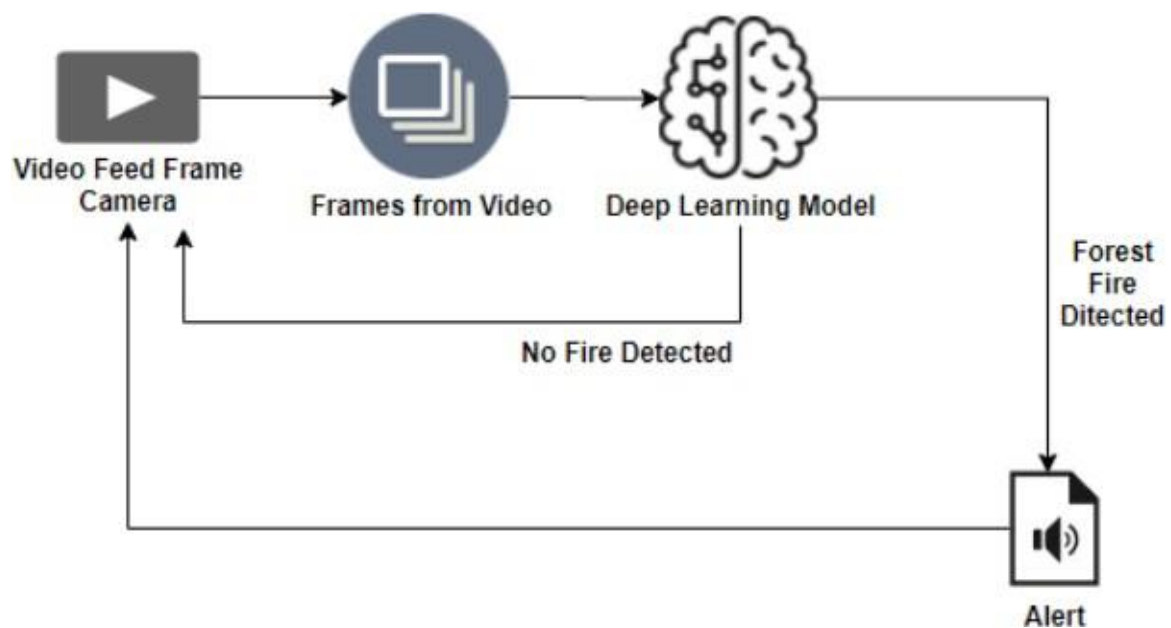 Video Feed Frame
Camera
Frames from Video
Deep Learning Model
Forest
Fire
Ditected
No Fire Detected
Alert